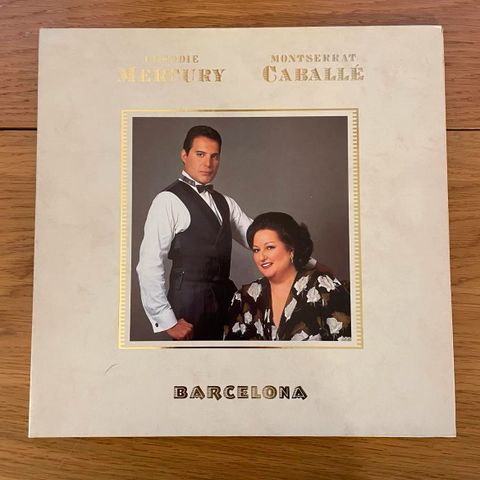 FREDDIE
MERCURY
MONTSERRAT
CABALLÉ
BARCELONA